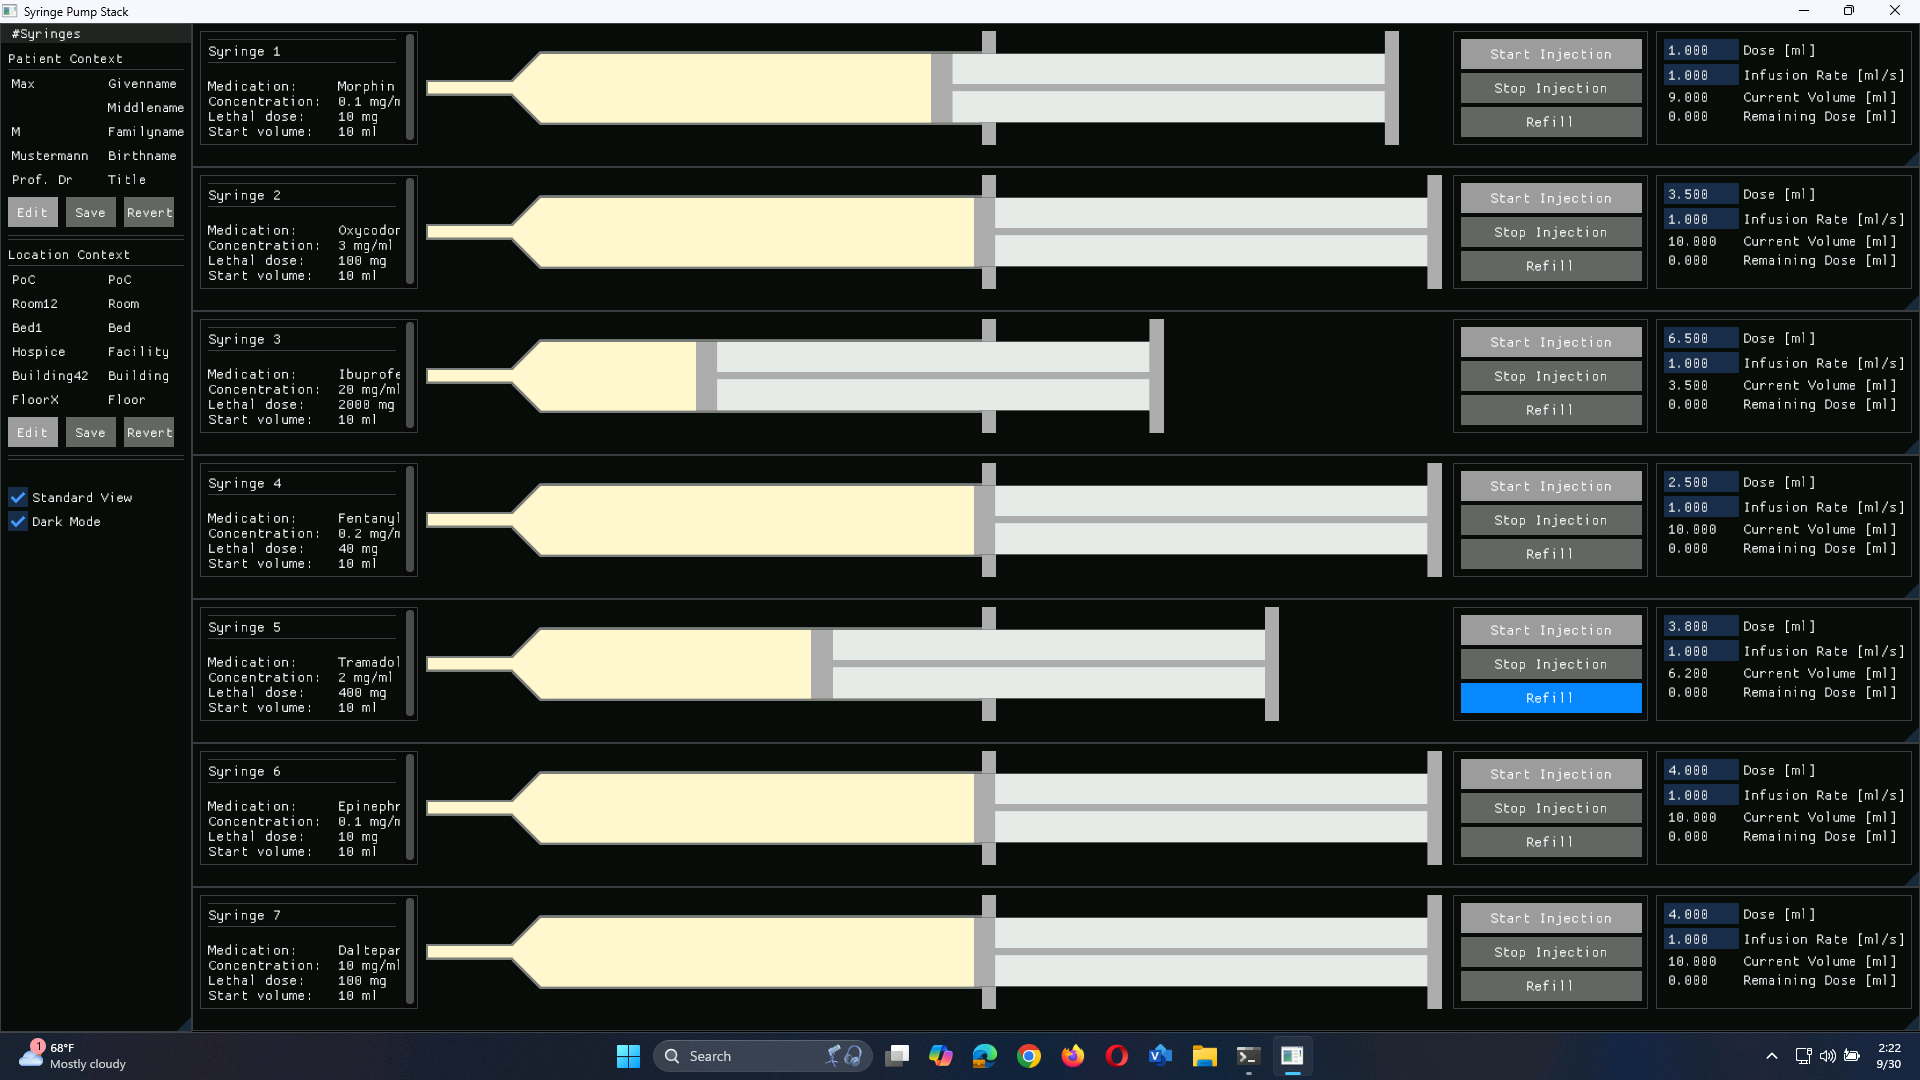 Syringe Pump Stack
#Syringes
Patient Context
Max Givenname
Middlename
M Familyname
Mustermann Birthname
Prof. Dr Title
Edit Save Revert
Location Context
PoC PoC
Room12 Room
Bed1 Bed
Hospice Facility
Building42 Building
FloorX Floor
Edit Save Revert
Standard View
Dark Mode
Syringe 1
Medication: Morphin
Concentration: 0.1 mg/m
Lethal dose: 10 mg
Start volume: 10 ml
Start Injection
Stop Injection
Refill
1.000 Dose [ml]
1.000 Infusion Rate [ml/s]
9.000 Current Volume [ml]
0.000 Remaining Dose [ml]
Syringe 2
Medication: Oxycodon
Concentration: 3 mg/ml
Lethal dose: 100 mg
Start volume: 10 ml
Start Injection
Stop Injection
Refill
3.500 Dose [ml]
1.000 Infusion Rate [ml/s]
10.000 Current Volume [ml]
0.000 Remaining Dose [ml]
Syringe 3
Medication: Ibuprofe
Concentration: 20 mg/ml
Lethal dose: 2000 mg
Start volume: 10 ml
Start Injection
Stop Injection
Refill
6.500 Dose [ml]
1.000 Infusion Rate [ml/s]
3.500 Current Volume [ml]
0.000 Remaining Dose [ml]
Syringe 4
Medication: Fentanyl
Concentration: 0.2 mg/m
Lethal dose: 40 mg
Start volume: 10 ml
Start Injection
Stop Injection
Refill
2.500 Dose [ml]
1.000 Infusion Rate [ml/s]
10.000 Current Volume [ml]
0.000 Remaining Dose [ml]
Syringe 5
Medication: Tramadol
Concentration: 2 mg/ml
Lethal dose: 400 mg
Start volume: 10 ml
Start Injection
Stop Injection
Refill
3.800 Dose [ml]
1.000 Infusion Rate [ml/s]
6.200 Current Volume [ml]
0.000 Remaining Dose [ml]
Syringe 6
Medication: Epinephr
Concentration: 0.1 mg/m
Lethal dose: 10 mg
Start volume: 10 ml
Start Injection
Stop Injection
Refill
4.000 Dose [ml]
1.000 Infusion Rate [ml/s]
10.000 Current Volume [ml]
0.000 Remaining Dose [ml]
Syringe 7
Medication: Daltepar
Concentration: 10 mg/ml
Lethal dose: 100 mg
Start volume: 10 ml
Start Injection
Stop Injection
Refill
4.000 Dose [ml]
1.000 Infusion Rate [ml/s]
10.000 Current Volume [ml]
0.000 Remaining Dose [ml]
1
68°F
Mostly cloudy
Search
2:22
9/30